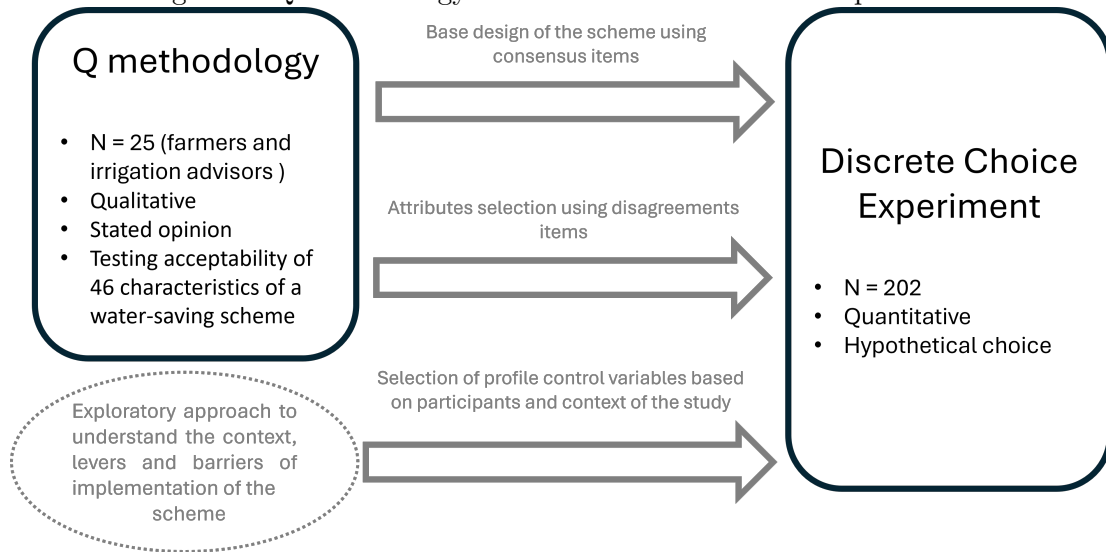 Q methodology
• N = 25 (farmers and
irrigation advisors )
• Qualitative
• Stated opinion
• Testing acceptability of
46 characteristics of a
water-saving scheme
Exploratory approach to
understand the context,
levers and barriers of
implementation of the
scheme
Base design of the scheme using
consensus items
Attributes selection using disagreements
items
Selection of profile control variables based
on participants and context of the study
Discrete Choice
Experiment
• N = 202
• Quantitative
• Hypothetical choice